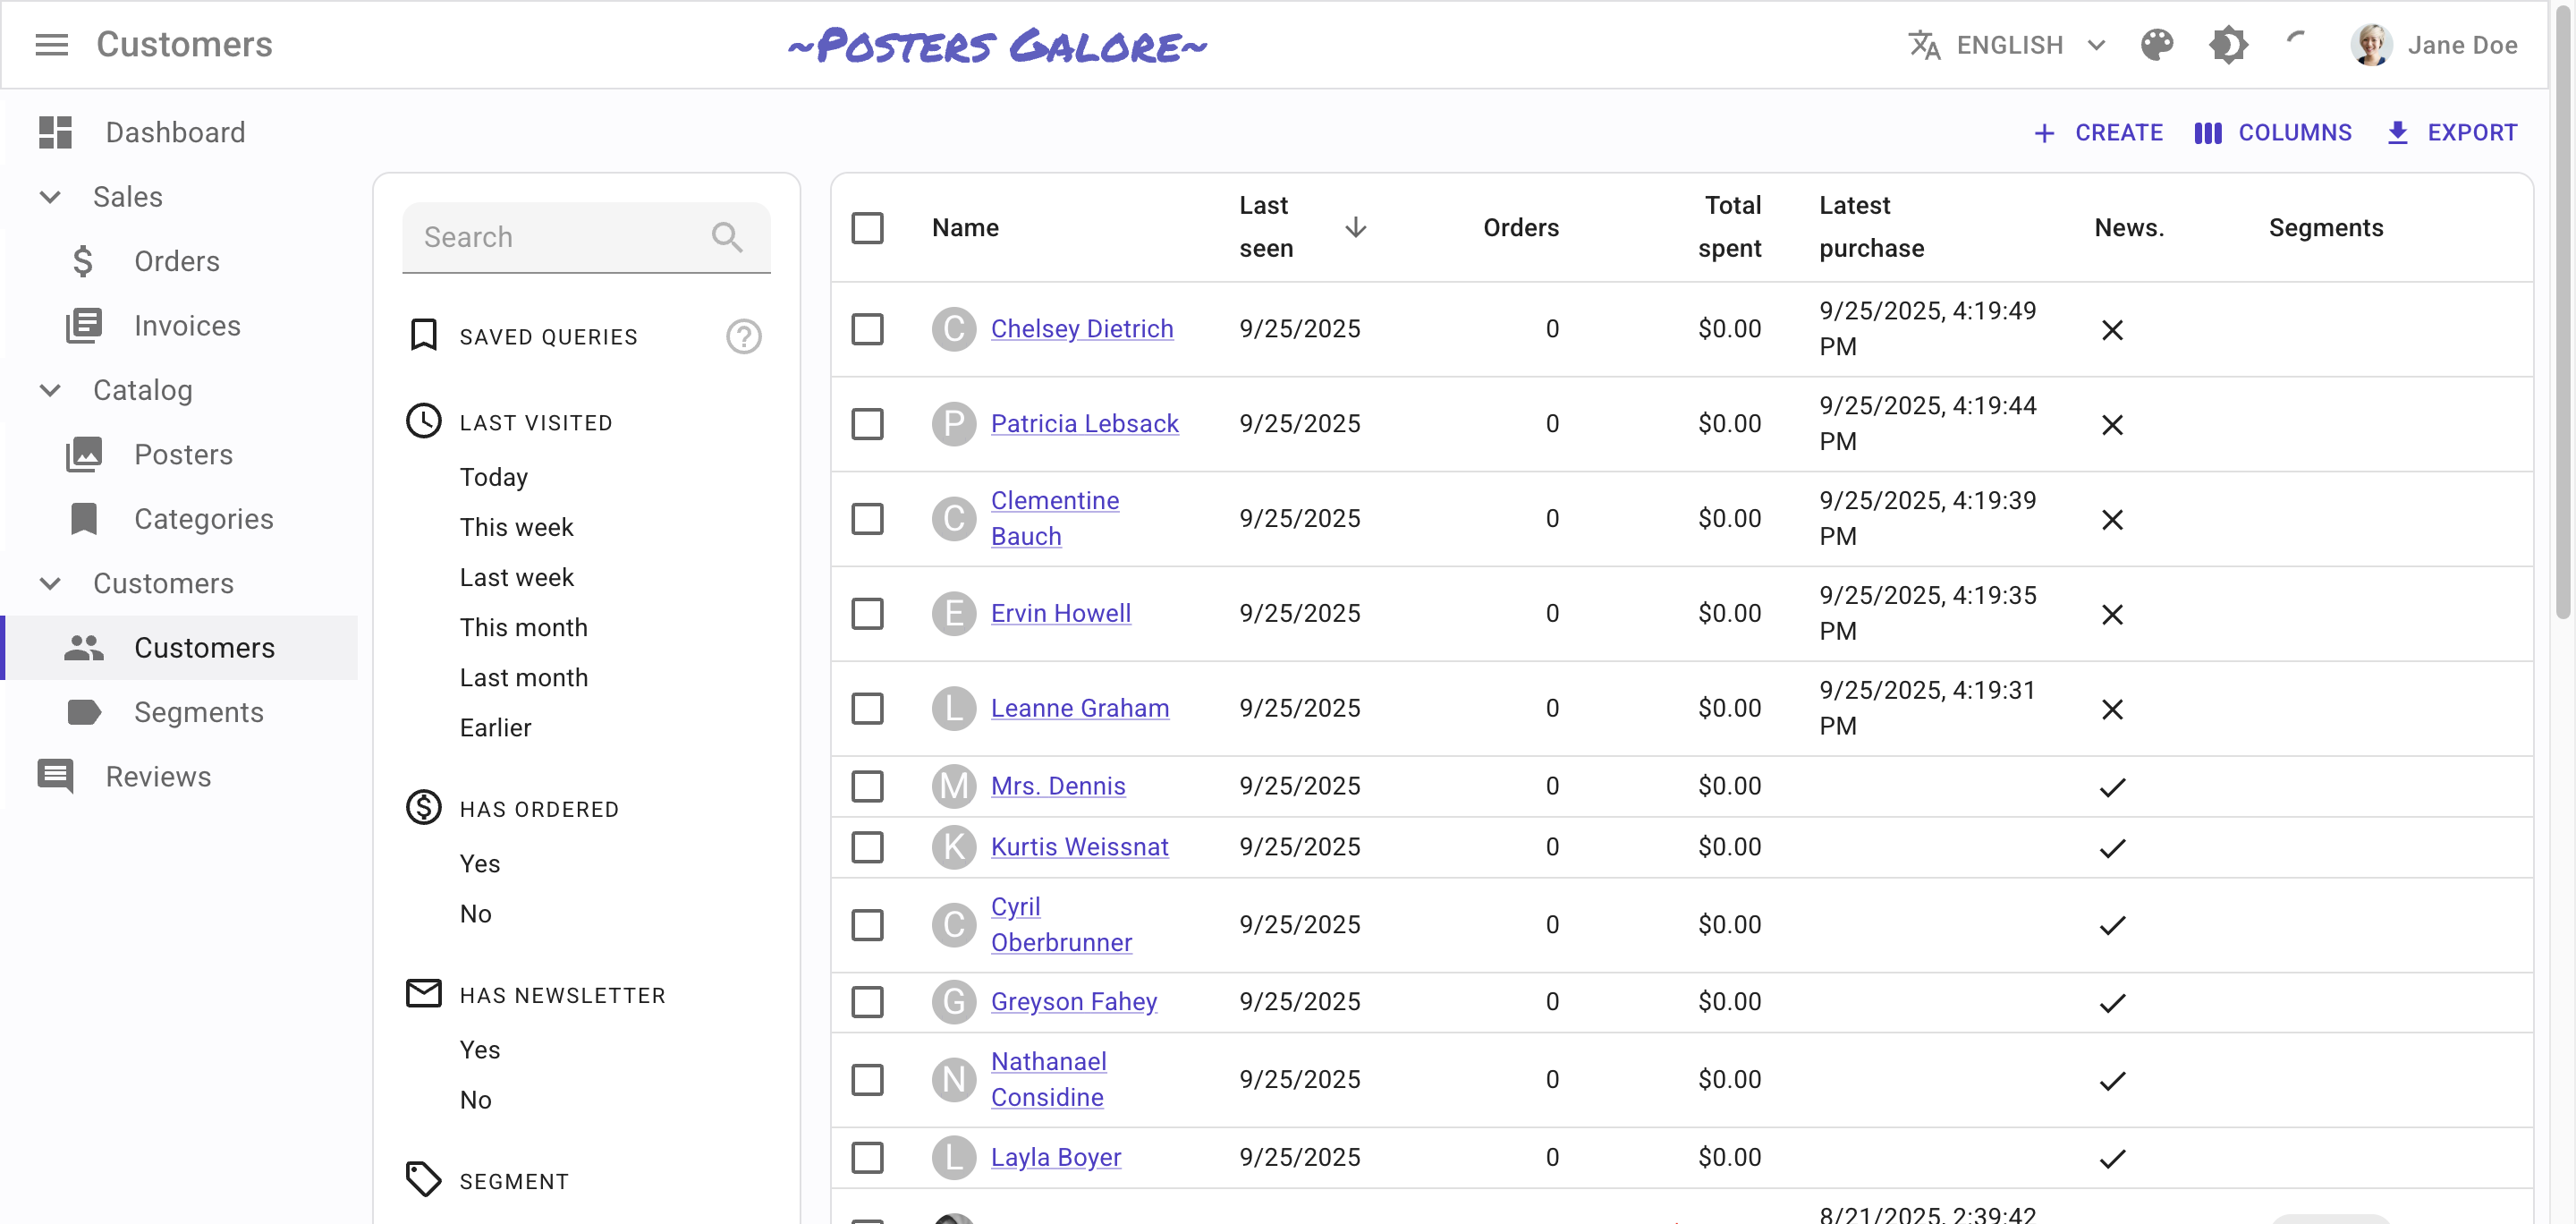 Customers
~Posters Galore~
ENGLISH
Jane Doe
Dashboard
Sales
Orders
Invoices
Catalog
Posters
Categories
Customers
Customers
Segments
Reviews
CREATE
COLUMNS
EXPORT
Search
SAVED QUERIES
LAST VISITED
Today
This week
Last week
This month
Last month
Earlier
HAS ORDERED
Yes
No
HAS NEWSLETTER
Yes
No
SEGMENT
Name
Last
seen
Orders
Total
spent
Latest
purchase
News.
Segments
C
Chelsey Dietrich
9/25/2025
0
$0.00
9/25/2025, 4:19:49
PM
P
Patricia Lebsack
9/25/2025
0
$0.00
9/25/2025, 4:19:44
PM
C
Clementine
Bauch
9/25/2025
0
$0.00
9/25/2025, 4:19:39
PM
E
Ervin Howell
9/25/2025
0
$0.00
9/25/2025, 4:19:35
PM
L
Leanne Graham
9/25/2025
0
$0.00
9/25/2025, 4:19:31
PM
M
Mrs. Dennis
9/25/2025
0
$0.00
K
Kurtis Weissnat
9/25/2025
0
$0.00
C
Cyril
Oberbrunner
9/25/2025
0
$0.00
G
Greyson Fahey
9/25/2025
0
$0.00
N
Nathanael
Considine
9/25/2025
0
$0.00
L
Layla Boyer
9/25/2025
0
$0.00
8/21/2025, 2:39:42